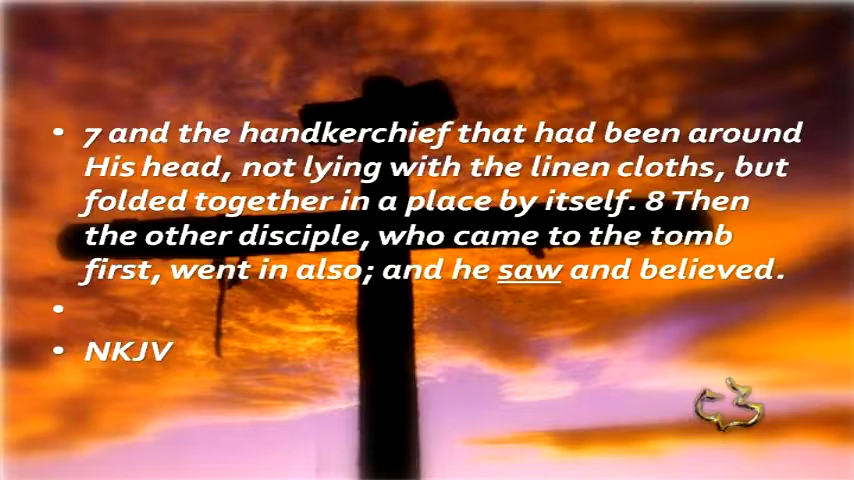 • 7 and the handkerchief that had been around
His head, not lying with the linen cloths, but
folded together in a place by itself. 8 Then
the other disciple, who came to the tomb
first, went in also; and he saw and believed.
•
• NKJV